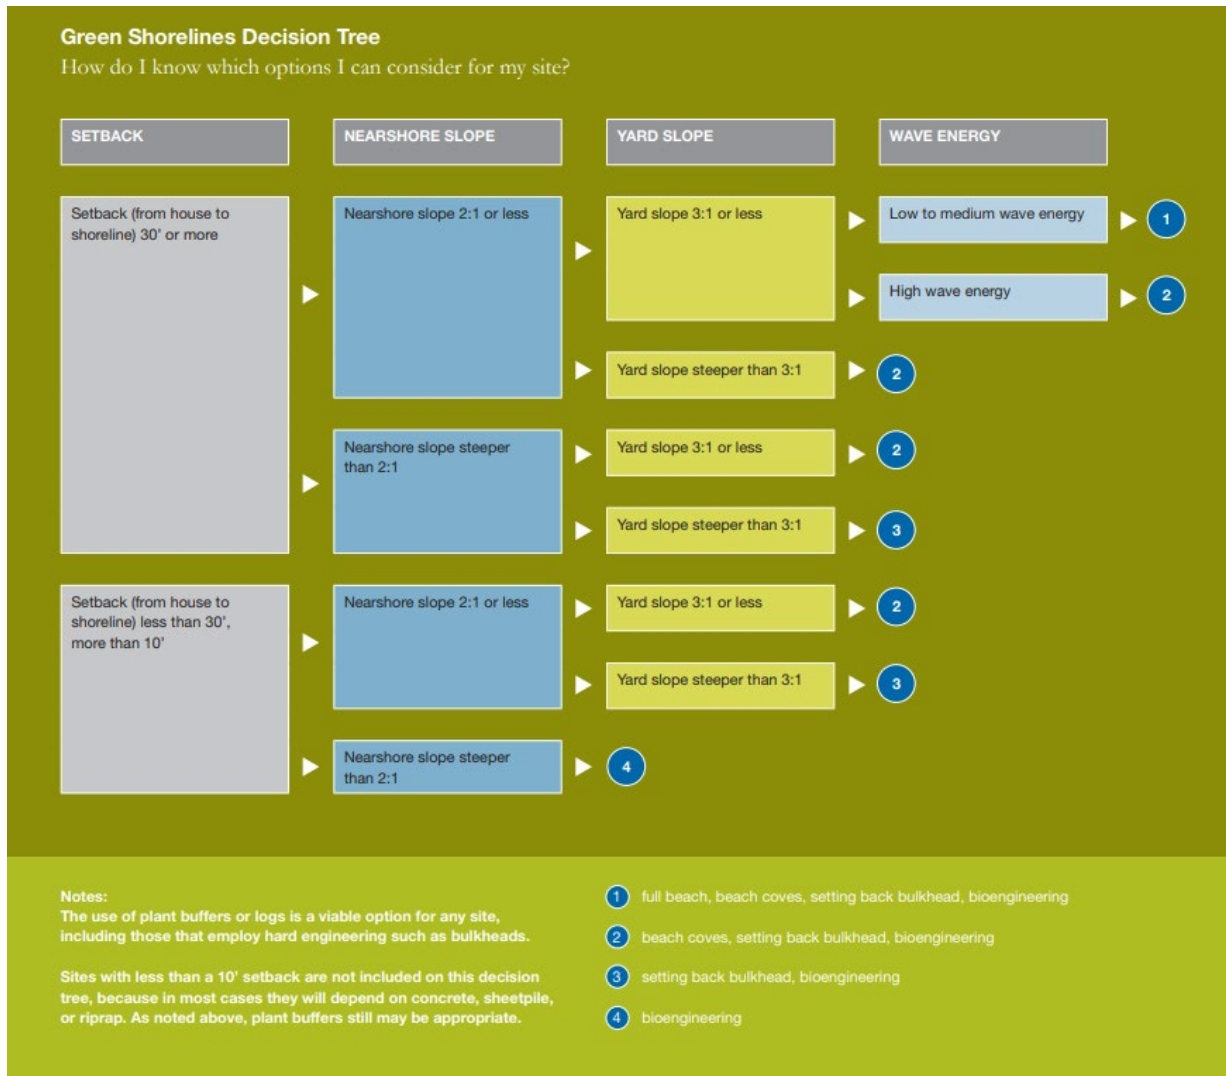 Green Shorelines Decision Tree
How do I know which options I can consider for my site?
SETBACK
NEARSHORE SLOPE
YARD SLOPE
WAVE ENERGY
Setback (from house to
shoreline) 30' or more
Nearshore slope 2:1 or less
Yard slope 3:1 or less
Low to medium wave energy
1
High wave energy
2
Yard slope steeper than 3:1
2
Nearshore slope steeper
than 2:1
Yard slope 3:1 or less
2
Yard slope steeper than 3:1
3
Setback (from house to
shoreline) less than 30',
more than 10'
Nearshore slope 2:1 or less
Yard slope 3:1 or less
2
Yard slope steeper than 3:1
3
Nearshore slope steeper
than 2:1
4
Notes:
The use of plant buffers or logs is a viable option for any site,
including those that employ hard engineering such as bulkheads.
Sites with less than a 10' setback are not included on this decision
tree, because in most cases they will depend on concrete, sheetpile,
or riprap. As noted above, plant buffers still may be appropriate.
1 full beach, beach coves, setting back bulkhead, bioengineering
2 beach coves, setting back bulkhead, bioengineering
3 setting back bulkhead, bioengineering
4 bioengineering